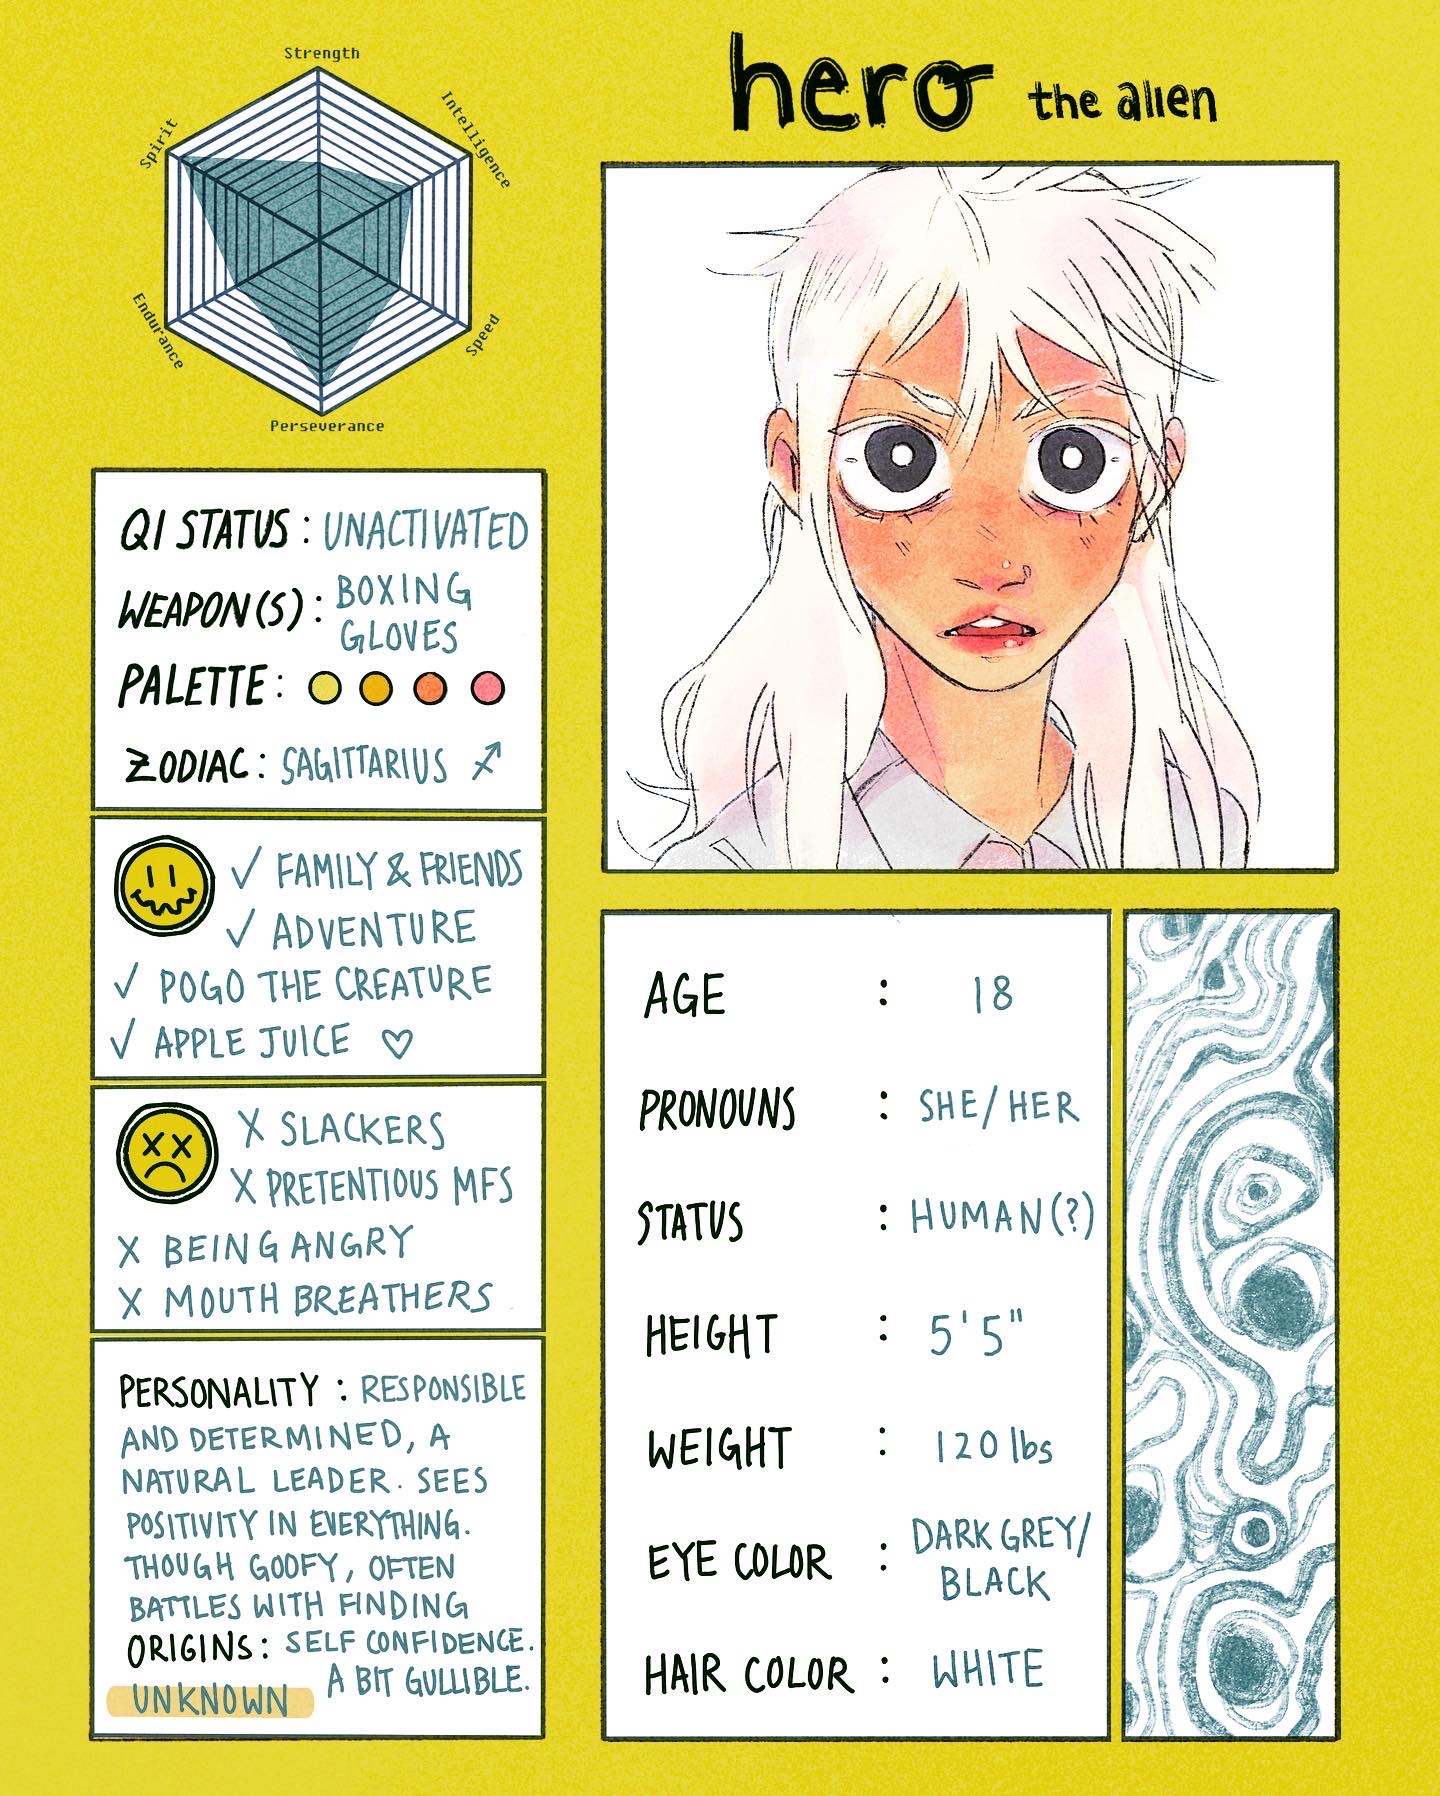 hero the alien
Strength
Intelligence
Speed
Perseverance
Endurance
Spirit
QI STATUS : UNACTIVATED
WEAPON(S) : BOXING
GLOVES
PALETTE :
ZODIAC : SAGITTARIUS ♐
✓ FAMILY & FRIENDS
✓ ADVENTURE
✓ POGO THE CREATURE
✓ APPLE JUICE ♡
X SLACKERS
X PRETENTIOUS MFS
X BEING ANGRY
X MOUTH BREATHERS
PERSONALITY : RESPONSIBLE
AND DETERMINED, A
NATURAL LEADER. SEES
POSITIVITY IN EVERYTHING.
THOUGH GOOFY, OFTEN
BATTLES WITH FINDING
SELF CONFIDENCE.
A BIT GULLIBLE.
ORIGINS:
UNKNOWN
AGE : 18
PRONOUNS : SHE/HER
STATUS : HUMAN(?)
HEIGHT : 5'5"
WEIGHT : 120 lbs
EYE COLOR : DARK GREY/
BLACK
HAIR COLOR : WHITE